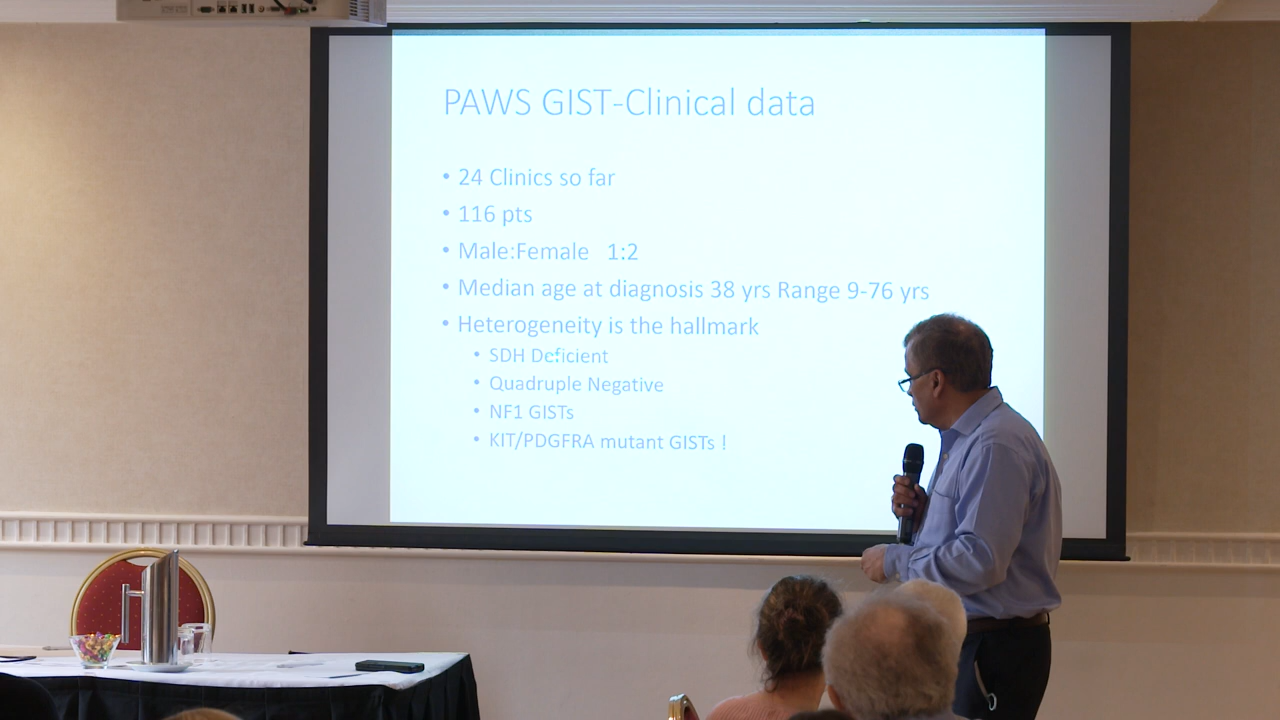 PAWS GIST-Clinical data
• 24 Clinics so far
• 116 pts
• Male:Female 1:2
• Median age at diagnosis 38 yrs Range 9-76 yrs
• Heterogeneity is the hallmark
• SDH Deficient
• Quadruple Negative
• NF1 GISTs
• KIT/PDGFRA mutant GISTs !